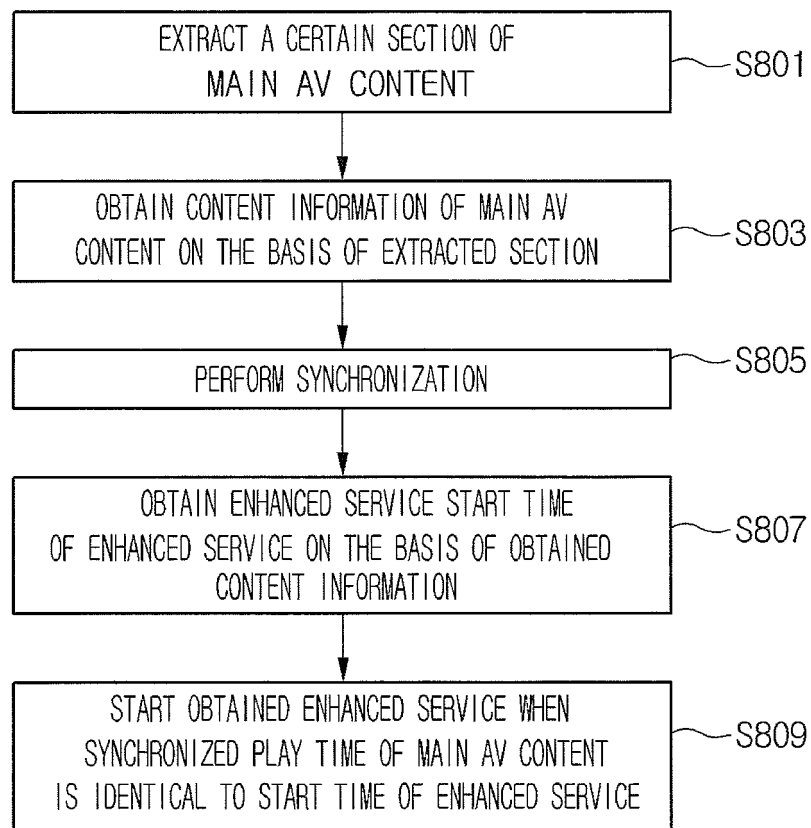 EXTRACT A CERTAIN SECTION OF
MAIN AV CONTENT
S801
OBTAIN CONTENT INFORMATION OF MAIN AV
CONTENT ON THE BASIS OF EXTRACTED SECTION
S803
PERFORM SYNCHRONIZATION
S805
OBTAIN ENHANCED SERVICE START TIME
OF ENHANCED SERVICE ON THE BASIS OF OBTAINED
CONTENT INFORMATION
S807
START OBTAINED ENHANCED SERVICE WHEN
SYNCHRONIZED PLAY TIME OF MAIN AV CONTENT
IS IDENTICAL TO START TIME OF ENHANCED SERVICE
S809